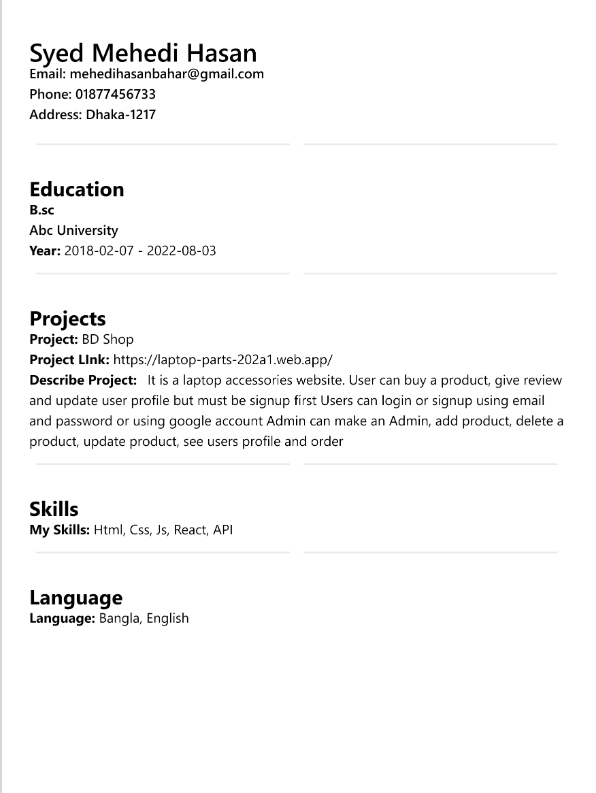 Syed Mehedi Hasan
Email: mehedihasanbahar@gmail.com
Phone: 01877456733
Address: Dhaka-1217
Education
B.sc
Abc University
Year: 2018-02-07 - 2022-08-03
Projects
Project: BD Shop
Project LInk: https://laptop-parts-202a1.web.app/
Describe Project: It is a laptop accessories website. User can buy a product, give review
and update user profile but must be signup first Users can login or signup using email
and password or using google account Admin can make an Admin, add product, delete a
product, update product, see users profile and order
Skills
My Skills: Html, Css, Js, React, API
Language
Language: Bangla, English